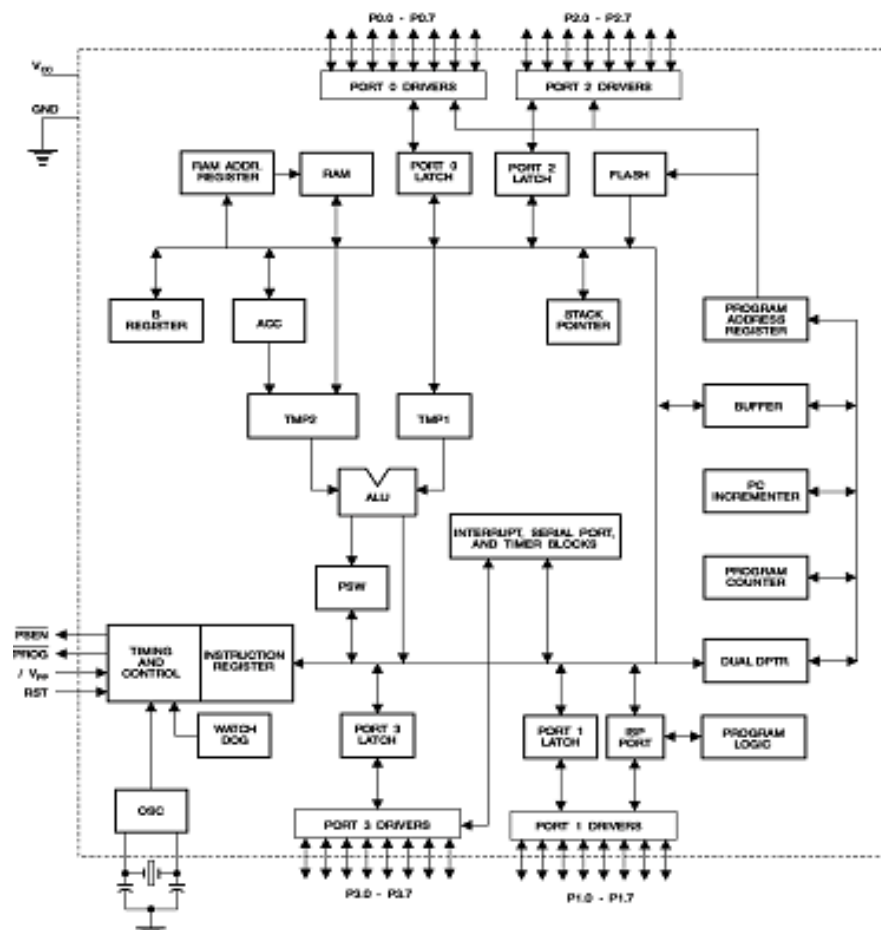 P0.0 - P0.7
P2.0 - P2.7
VCC
GND
PORT 0 DRIVERS
PORT 2 DRIVERS
RAM ADDR.
REGISTER
RAM
PORT 0
LATCH
PORT 2
LATCH
FLASH
B
REGISTER
ACC
STACK
POINTER
PROGRAM
ADDRESS
REGISTER
TMP2
TMP1
BUFFER
ALU
PC
INCREMENTER
INTERRUPT, SERIAL PORT,
AND TIMER BLOCKS
PSW
PROGRAM
COUNTER
PSEN
PROG
/ VPP
RST
TIMING
AND
CONTROL
INSTRUCTION
REGISTER
DUAL DPTR
WATCH
DOG
PORT 3
LATCH
PORT 1
LATCH
ISP
PORT
PROGRAM
LOGIC
OSC
PORT 3 DRIVERS
PORT 1 DRIVERS
P3.0 - P3.7
P1.0 - P1.7